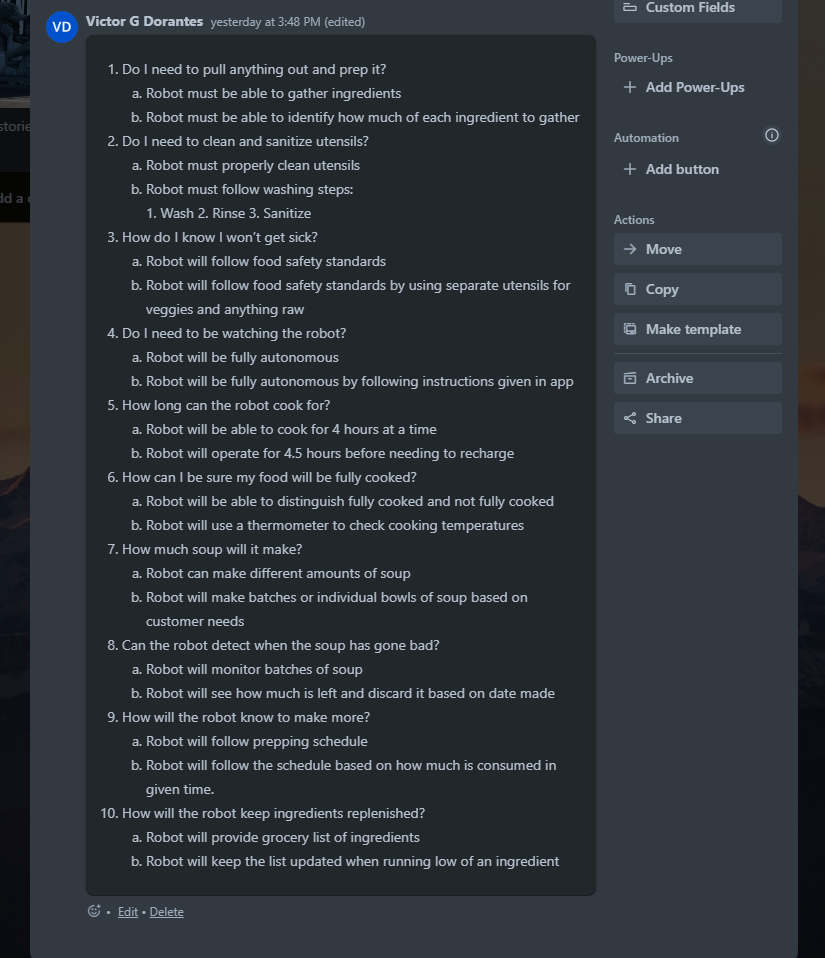 VD
Victor G Dorantes yesterday at 3:48 PM (edited)
1. Do I need to pull anything out and prep it?
a. Robot must be able to gather ingredients
b. Robot must be able to identify how much of each ingredient to gather
2. Do I need to clean and sanitize utensils?
a. Robot must properly clean utensils
b. Robot must follow washing steps:
1. Wash 2. Rinse 3. Sanitize
3. How do I know I won't get sick?
a. Robot will follow food safety standards
b. Robot will follow food safety standards by using separate utensils for
veggies and anything raw
4. Do I need to be watching the robot?
a. Robot will be fully autonomous
b. Robot will be fully autonomous by following instructions given in app
5. How long can the robot cook for?
a. Robot will be able to cook for 4 hours at a time
b. Robot will operate for 4.5 hours before needing to recharge
6. How can I be sure my food will be fully cooked?
a. Robot will be able to distinguish fully cooked and not fully cooked
b. Robot will use a thermometer to check cooking temperatures
7. How much soup will it make?
a. Robot can make different amounts of soup
b. Robot will make batches or individual bowls of soup based on
customer needs
8. Can the robot detect when the soup has gone bad?
a. Robot will monitor batches of soup
b. Robot will see how much is left and discard it based on date made
9. How will the robot know to make more?
a. Robot will follow prepping schedule
b. Robot will follow the schedule based on how much is consumed in
given time.
10. How will the robot keep ingredients replenished?
a. Robot will provide grocery list of ingredients
b. Robot will keep the list updated when running low of an ingredient
• Edit • Delete
Custom Fields
Power-Ups
+ Add Power-Ups
Automation
+ Add button
Actions
→ Move
Copy
Make template
Archive
Share